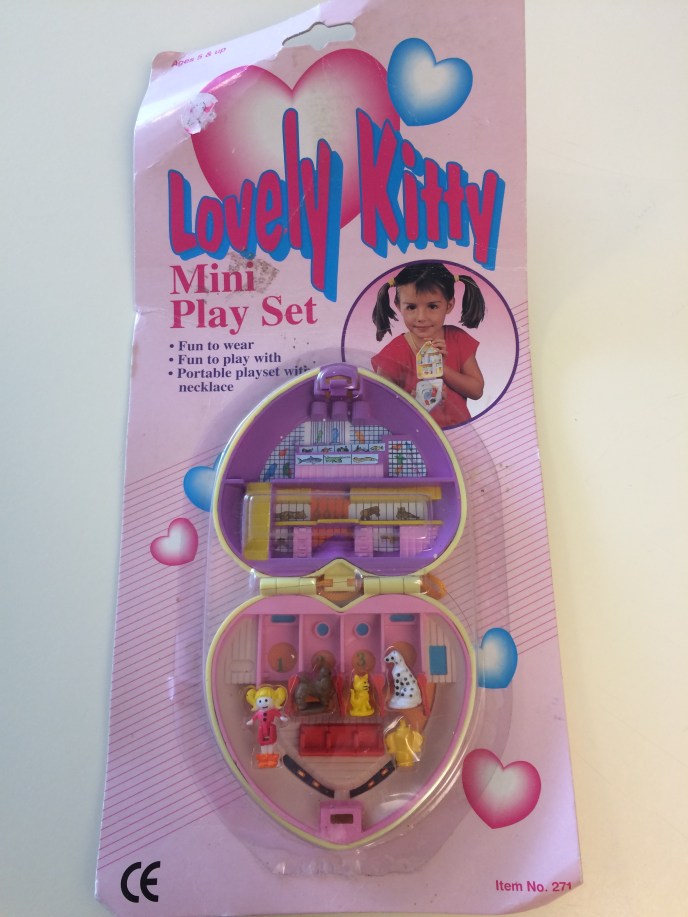 Ages 5 & up
Lovely Kitty
Mini
Play Set
• Fun to wear
• Fun to play with
• Portable playset with
necklace
CE
Item No. 271